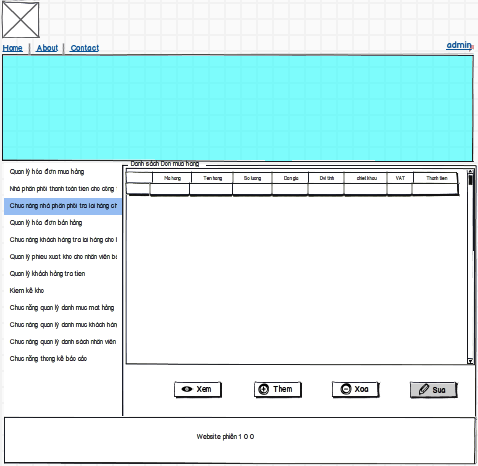 Home | About | Contact
admin
Danh sách Don mua hang
Quan lý hóa đơn mua hàng
Nhà phân phối thanh toán tien cho công
Chuc năng nhà phân phối tra lai hàng ch
Quan lý hóa đơn bán hàng
Chuc năng khách hàng tra lai hàng cho
Quan lý phieu xuat kho cho nhân viên bá
Quan lý khách hàng tra tien
Kiem kê kho
Chuc năng quan lý danh muc mat hàng
Chuc năng quan lý danh muc khách hàn
Chuc năng quan lý danh sách nhân viên
Chuc năng thong kê báo cáo
Ma hang Ten hang So luong Don gia Dvi tinh chiet khau VAT Thanh tien
Xem Them Xoa Sua
Website phiên 1 0 0